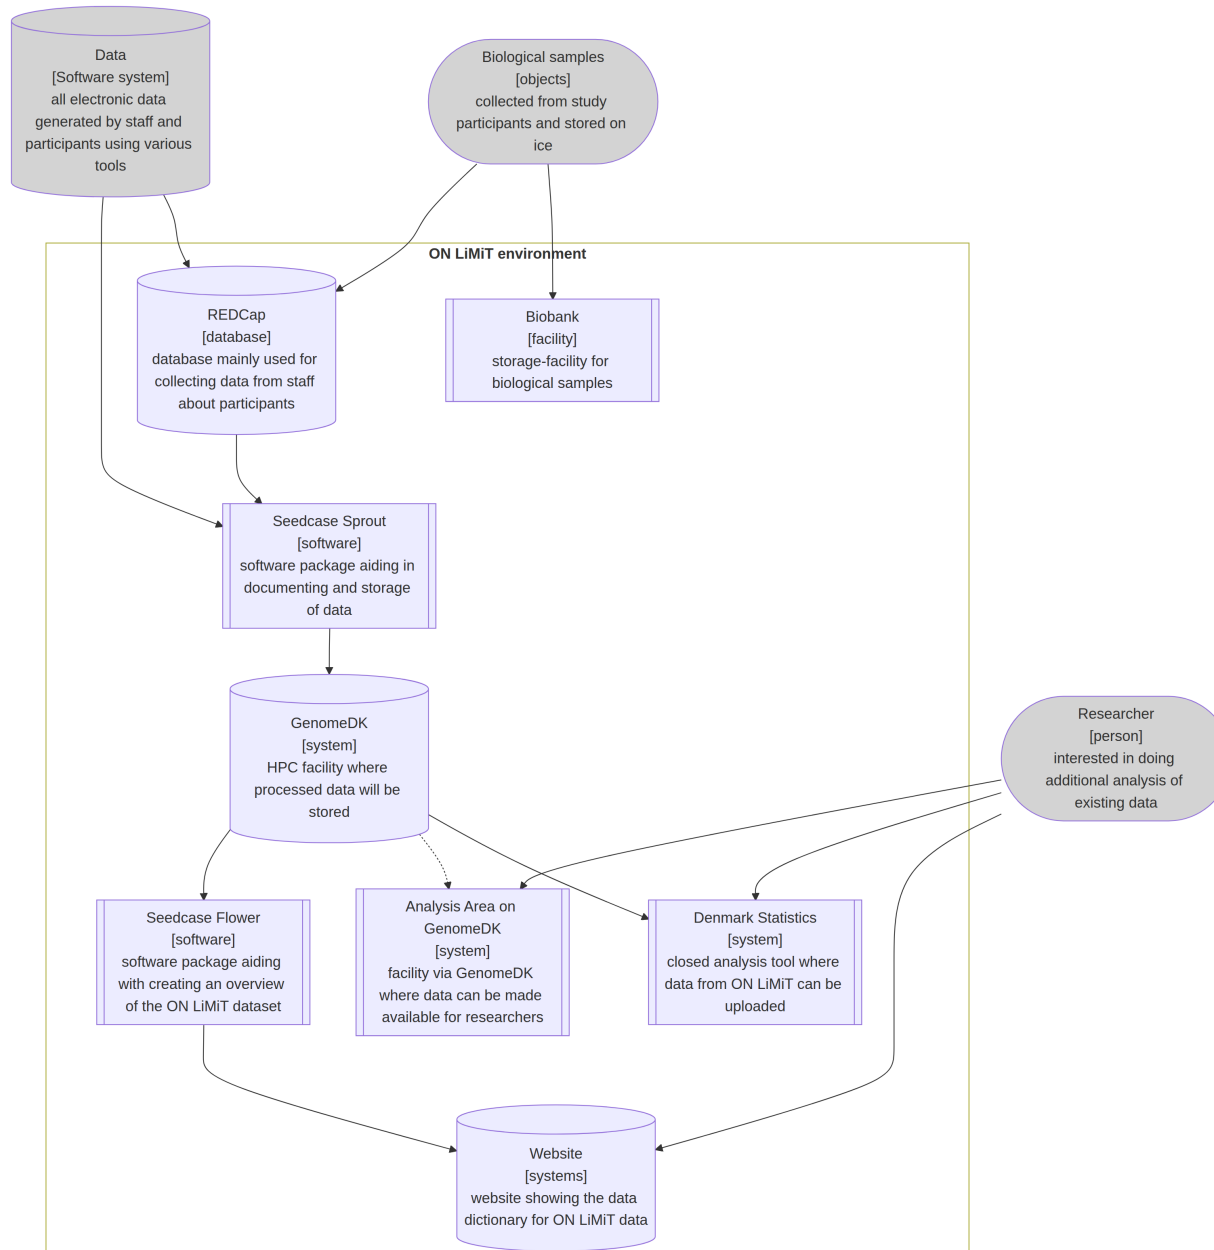 Data
[Software system]
all electronic data
generated by staff and
participants using various
tools
Biological samples
[objects]
collected from study
participants and stored on
ice
ON LiMiT environment
REDCap
[database]
database mainly used for
collecting data from staff
about participants
Biobank
[facility]
storage-facility for
biological samples
Seedcase Sprout
[software]
software package aiding in
documenting and storage
of data
GenomeDK
[system]
HPC facility where
processed data will be
stored
Researcher
[person]
interested in doing
additional analysis of
existing data
Seedcase Flower
[software]
software package aiding
with creating an overview
of the ON LiMiT dataset
Analysis Area on
GenomeDK
[system]
facility via GenomeDK
where data can be made
available for researchers
Denmark Statistics
[system]
closed analysis tool where
data from ON LiMiT can be
uploaded
Website
[systems]
website showing the data
dictionary for ON LiMiT data